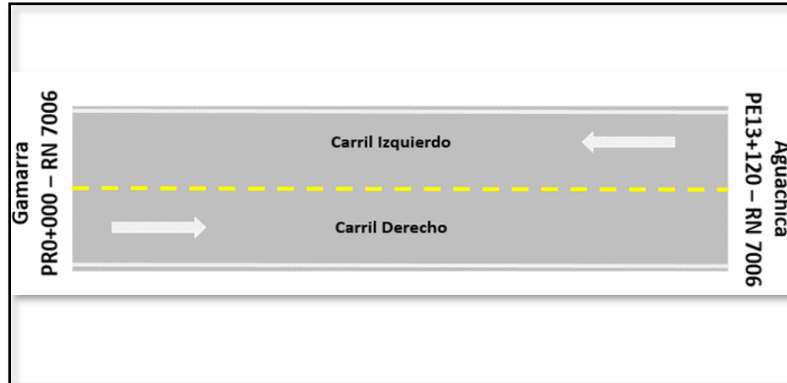 Gamarra
PR0+000 – RN 7006
Carril Izquierdo
Carril Derecho
PE13+120 – RN 7006
Aguachica